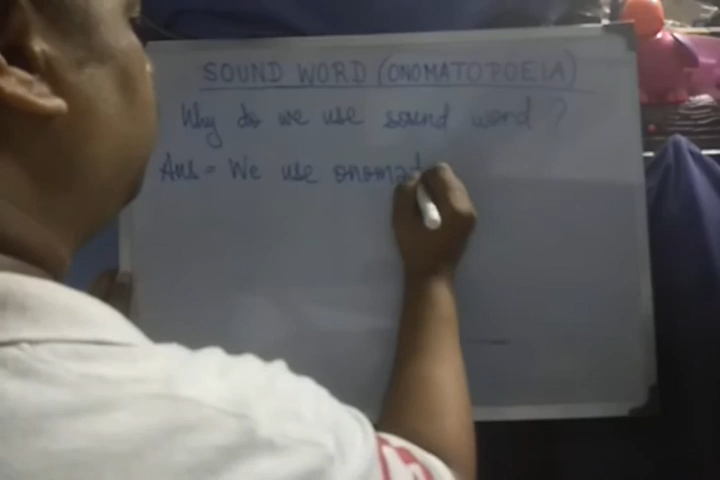 SOUND WORD (ONOMATOPOEIA)
Why do we use sound word ?
Ans = We use onomat